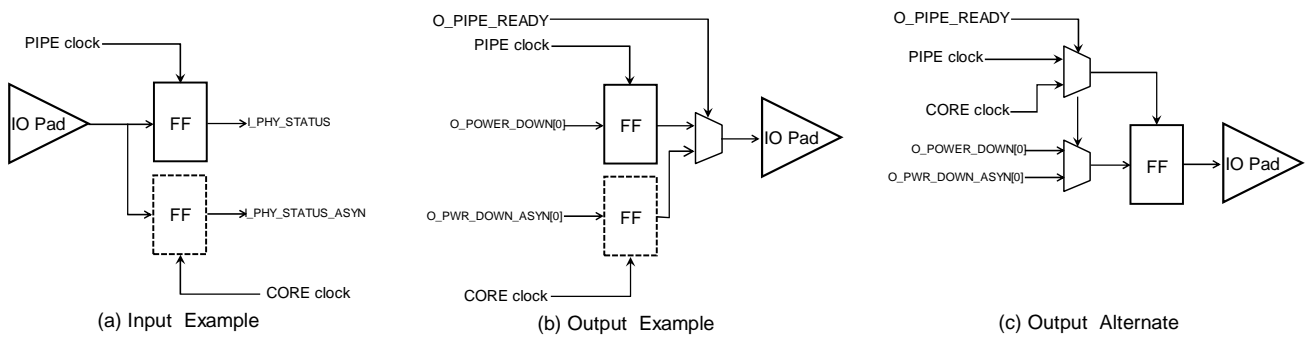 PIPE clock
IO Pad
FF
I_PHY_STATUS
FF
I_PHY_STATUS_ASYN
CORE clock
(a) Input Example
O_PIPE_READY
PIPE clock
O_POWER_DOWN[0]
FF
IO Pad
O_PWR_DOWN_ASYN[0]
FF
CORE clock
(b) Output Example
O_PIPE_READY
PIPE clock
CORE clock
O_POWER_DOWN[0]
O_PWR_DOWN_ASYN[0]
FF
IO Pad
(c) Output Alternate